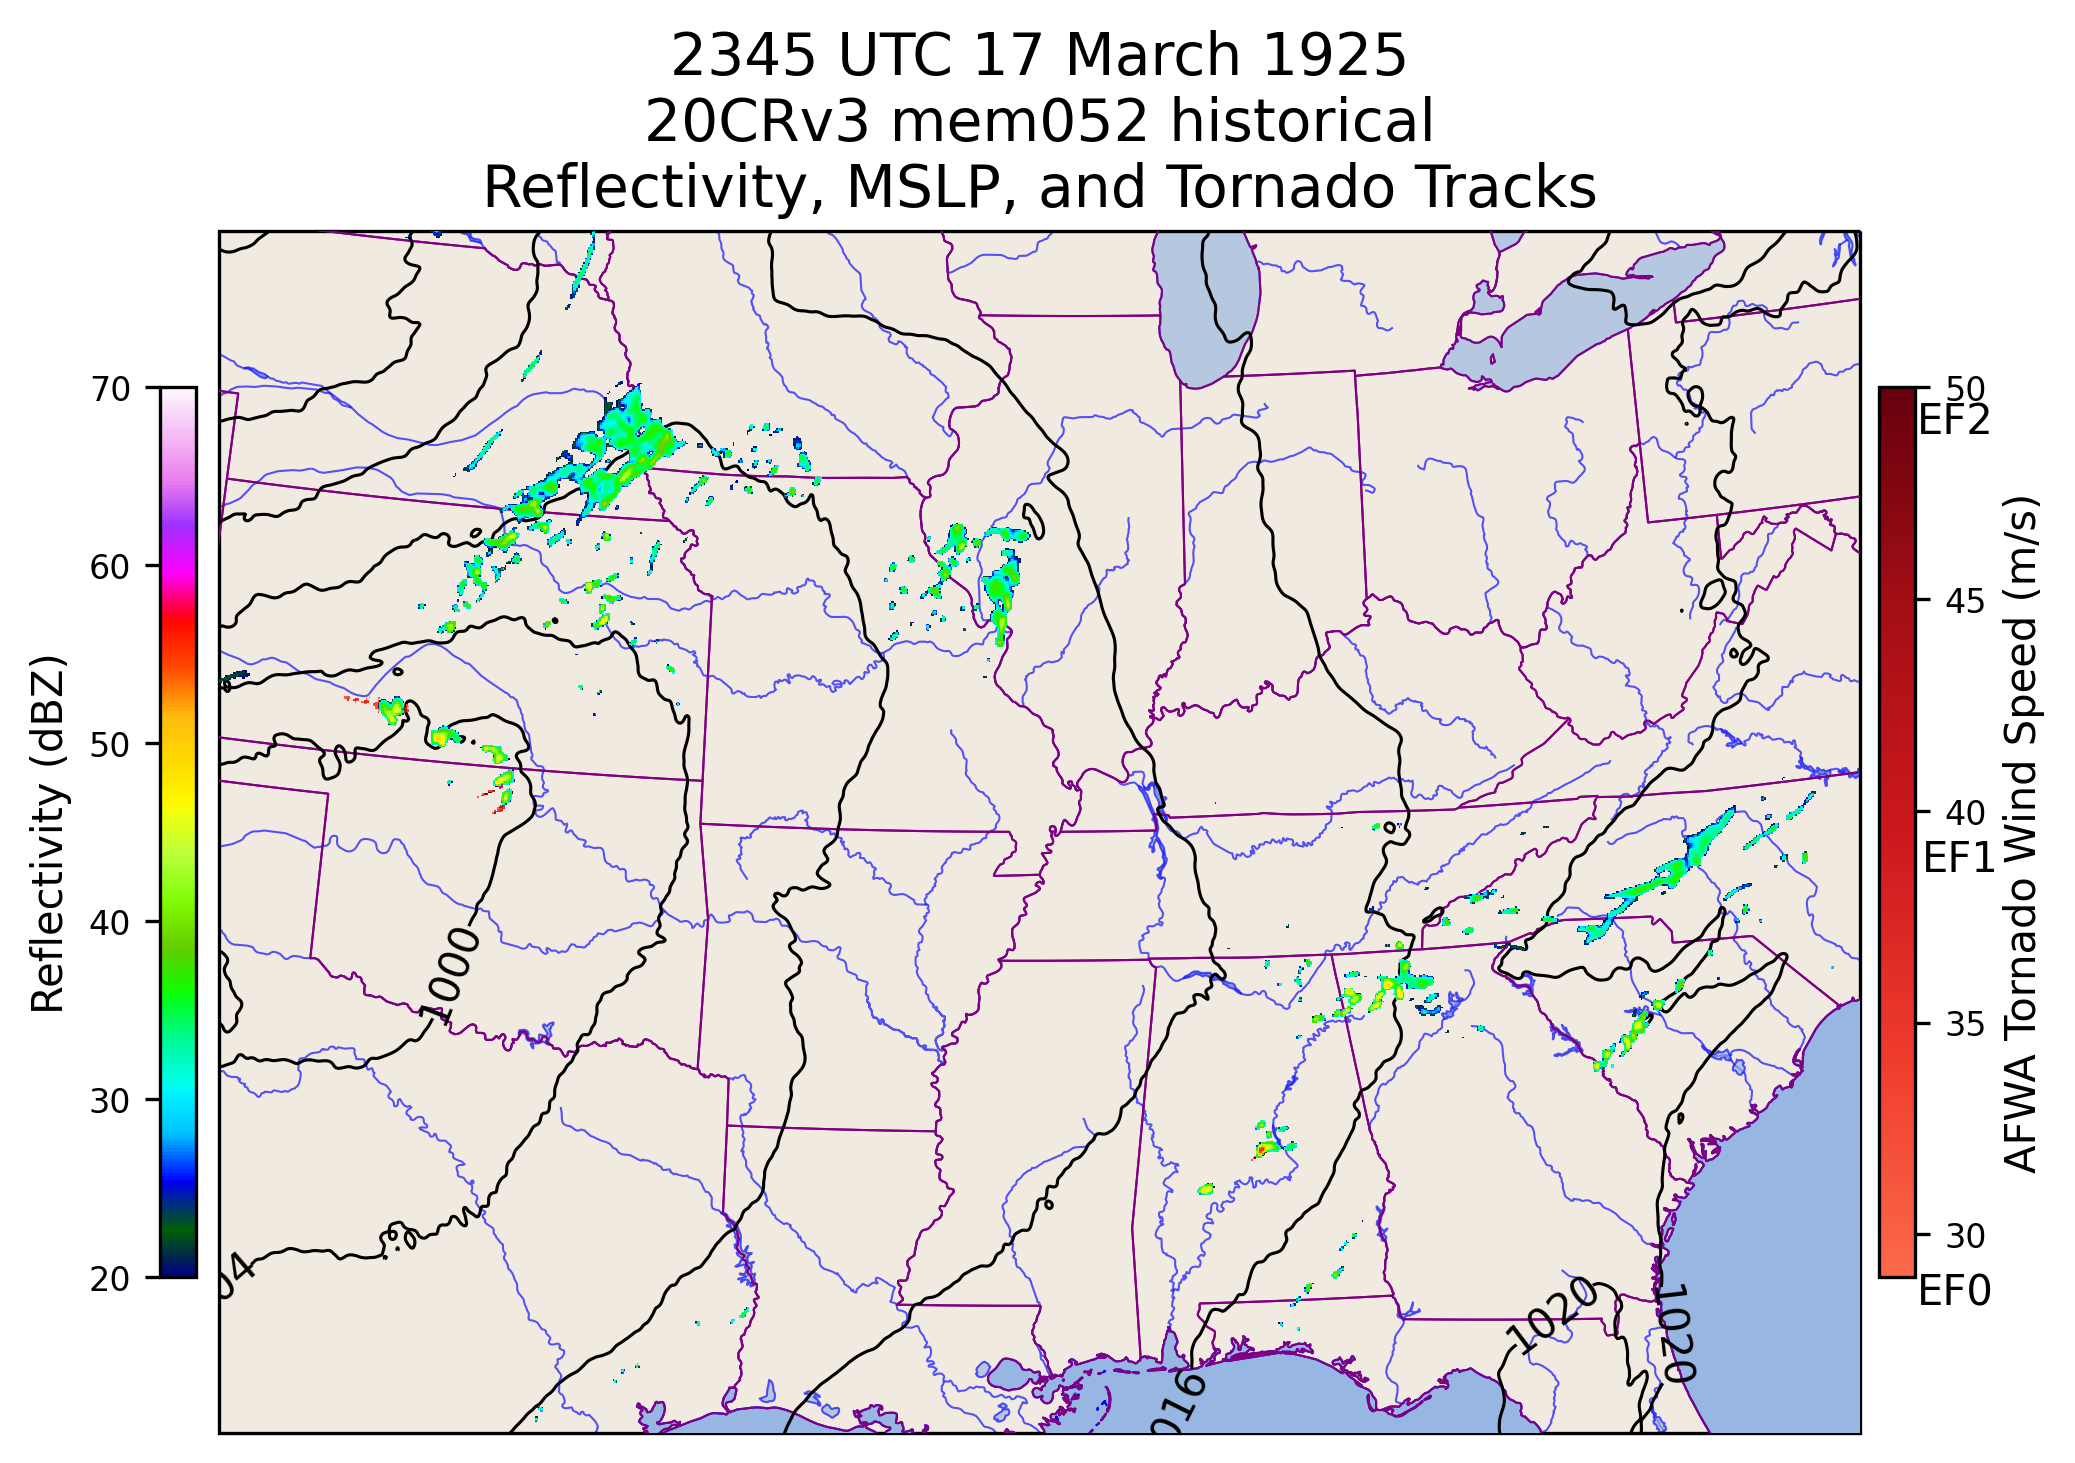 2345 UTC 17 March 1925
20CRv3 mem052 historical
Reflectivity, MSLP, and Tornado Tracks
70
60
50
40
30
20
Reflectivity (dBZ)
1000
04
016
1020
1020
50
EF2
45
40
EF1
35
30
EF0
AFWA Tornado Wind Speed (m/s)